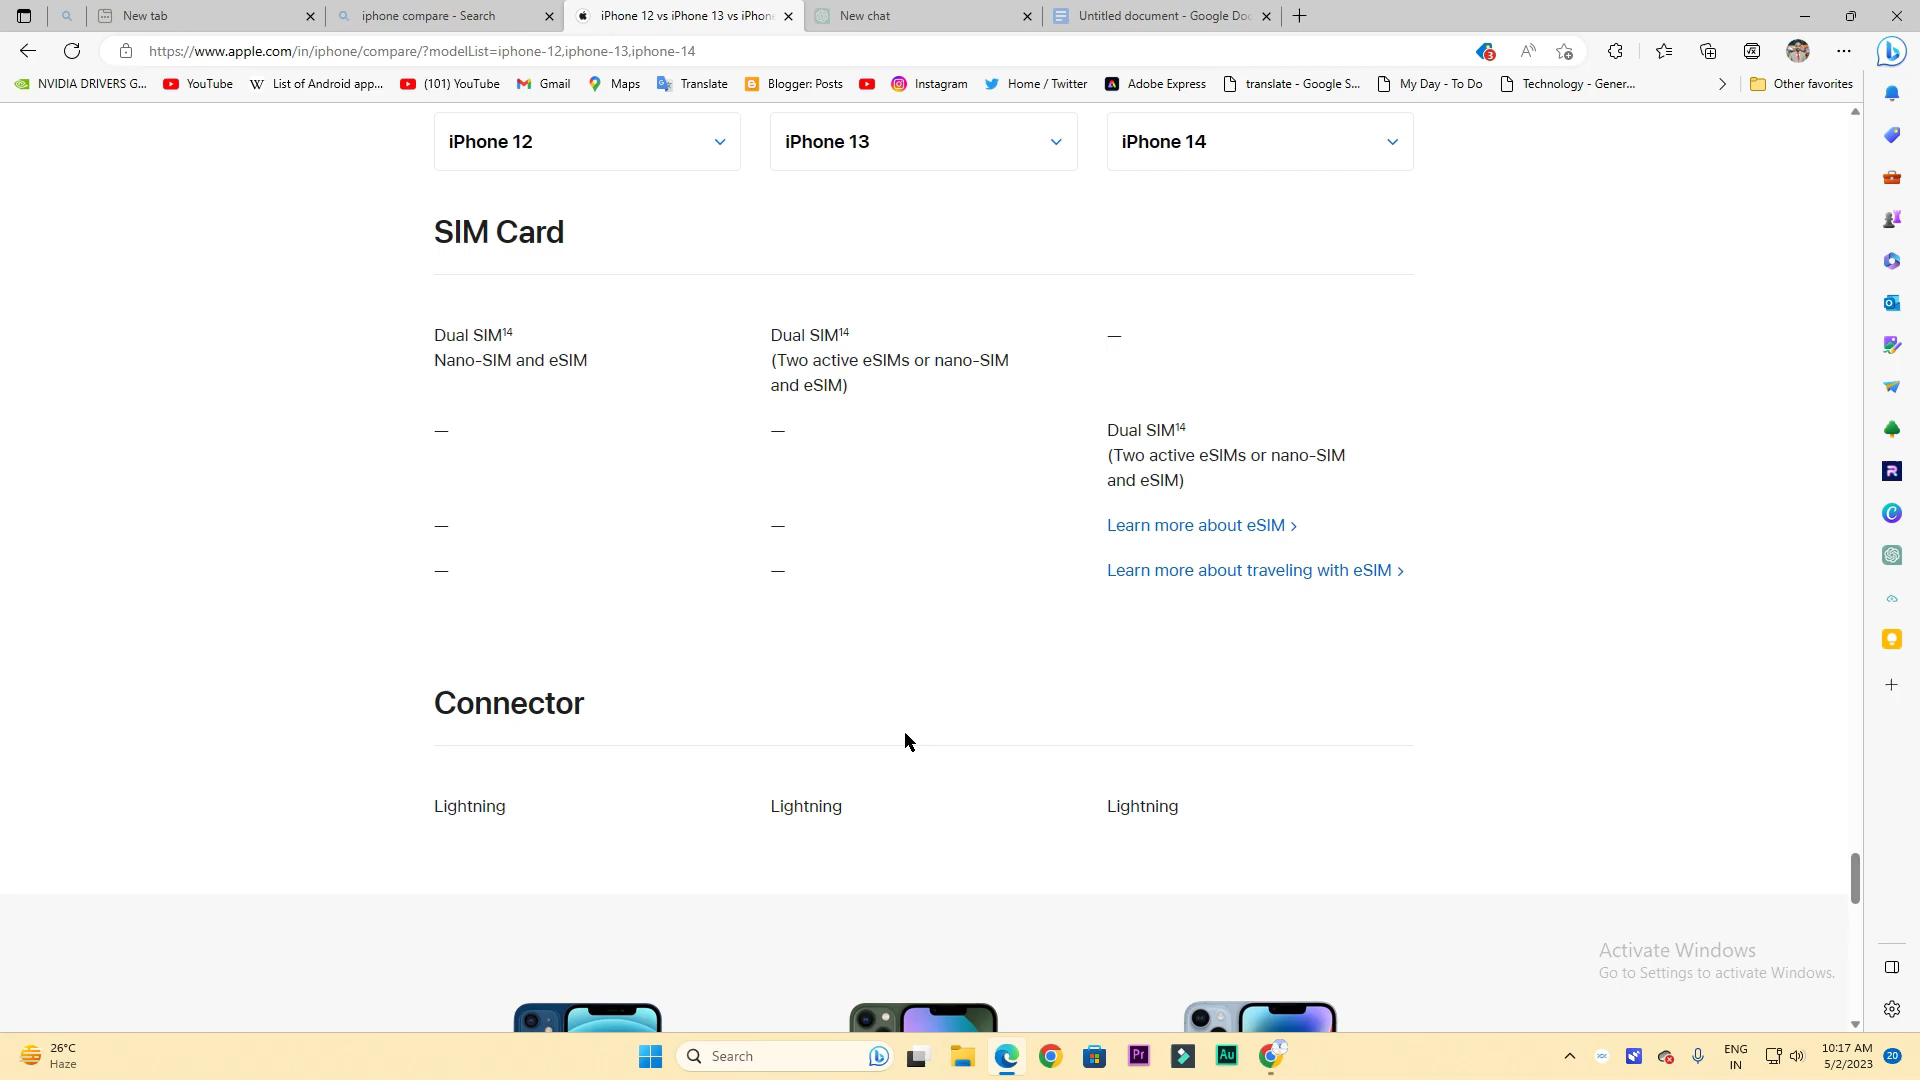 New tab
iphone compare - Search
iPhone 12 vs iPhone 13 vs iPhon
New chat
Untitled document - Google Doc
https://www.apple.com/in/iphone/compare/?modelList=iphone-12,iphone-13,iphone-14
3
NVIDIA DRIVERS G...
YouTube
List of Android app...
(101) YouTube
Gmail
Maps
Translate
Blogger: Posts
Instagram
Home / Twitter
Adobe Express
translate - Google S...
My Day - To Do
Technology - Gener...
Other favorites
iPhone 12
iPhone 13
iPhone 14
SIM Card
Dual SIM14
Nano-SIM and eSIM
Dual SIM14
(Two active eSIMs or nano-SIM
and eSIM)
—
—
—
Dual SIM14
(Two active eSIMs or nano-SIM
and eSIM)
—
—
Learn more about eSIM >
—
—
Learn more about traveling with eSIM >
Connector
Lightning
Lightning
Lightning
Activate Windows
Go to Settings to activate Windows.
26°C
Haze
Search
Pr
Au
ENG
IN
10:17 AM
5/2/2023
20